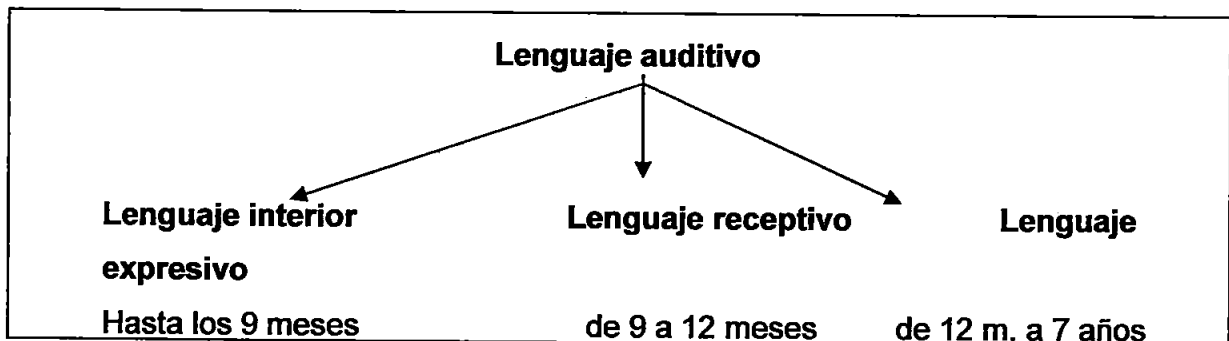 Lenguaje auditivo
Lenguaje interior Lenguaje receptivo Lenguaje
expresivo
Hasta los 9 meses de 9 a 12 meses de 12 m. a 7 años